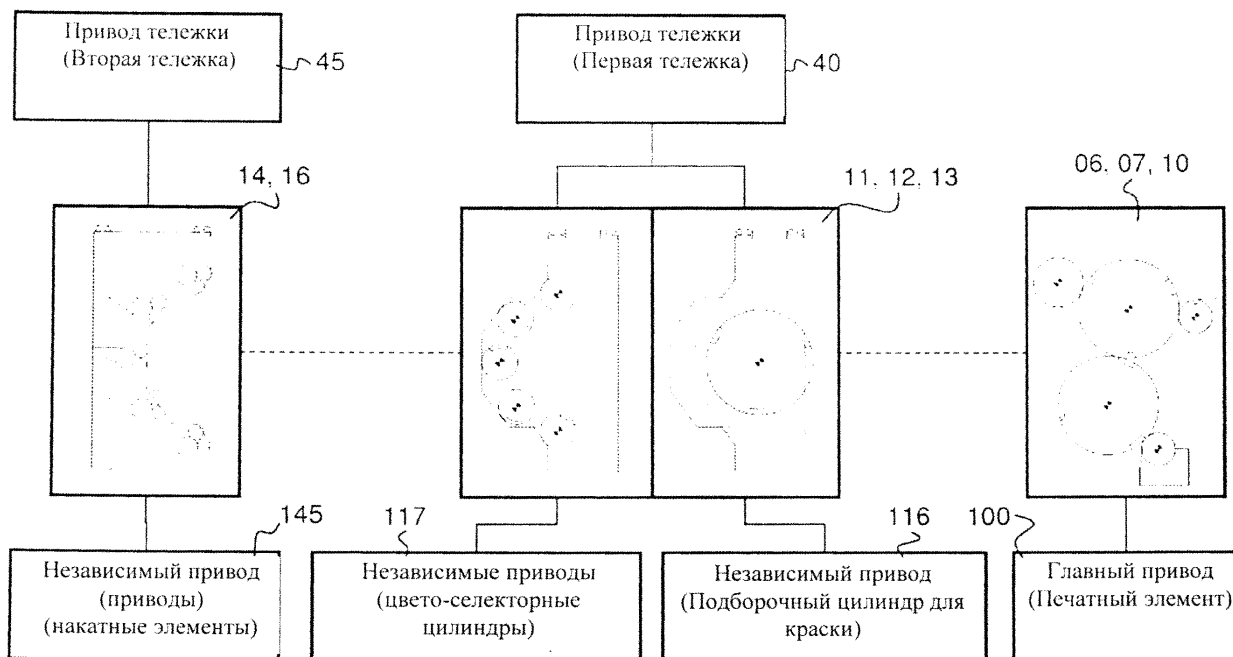 Привод тележки
(Вторая тележка)
45
Привод тележки
(Первая тележка)
40
14, 16
11, 12, 13
06, 07, 10
145
117
116
100
Независимый привод
(приводы)
(накатные элементы)
Независимые приводы
(цвето-селекторные
цилиндры)
Независимый привод
(Подборочный цилиндр для
краски)
Главный привод
(Печатный элемент)